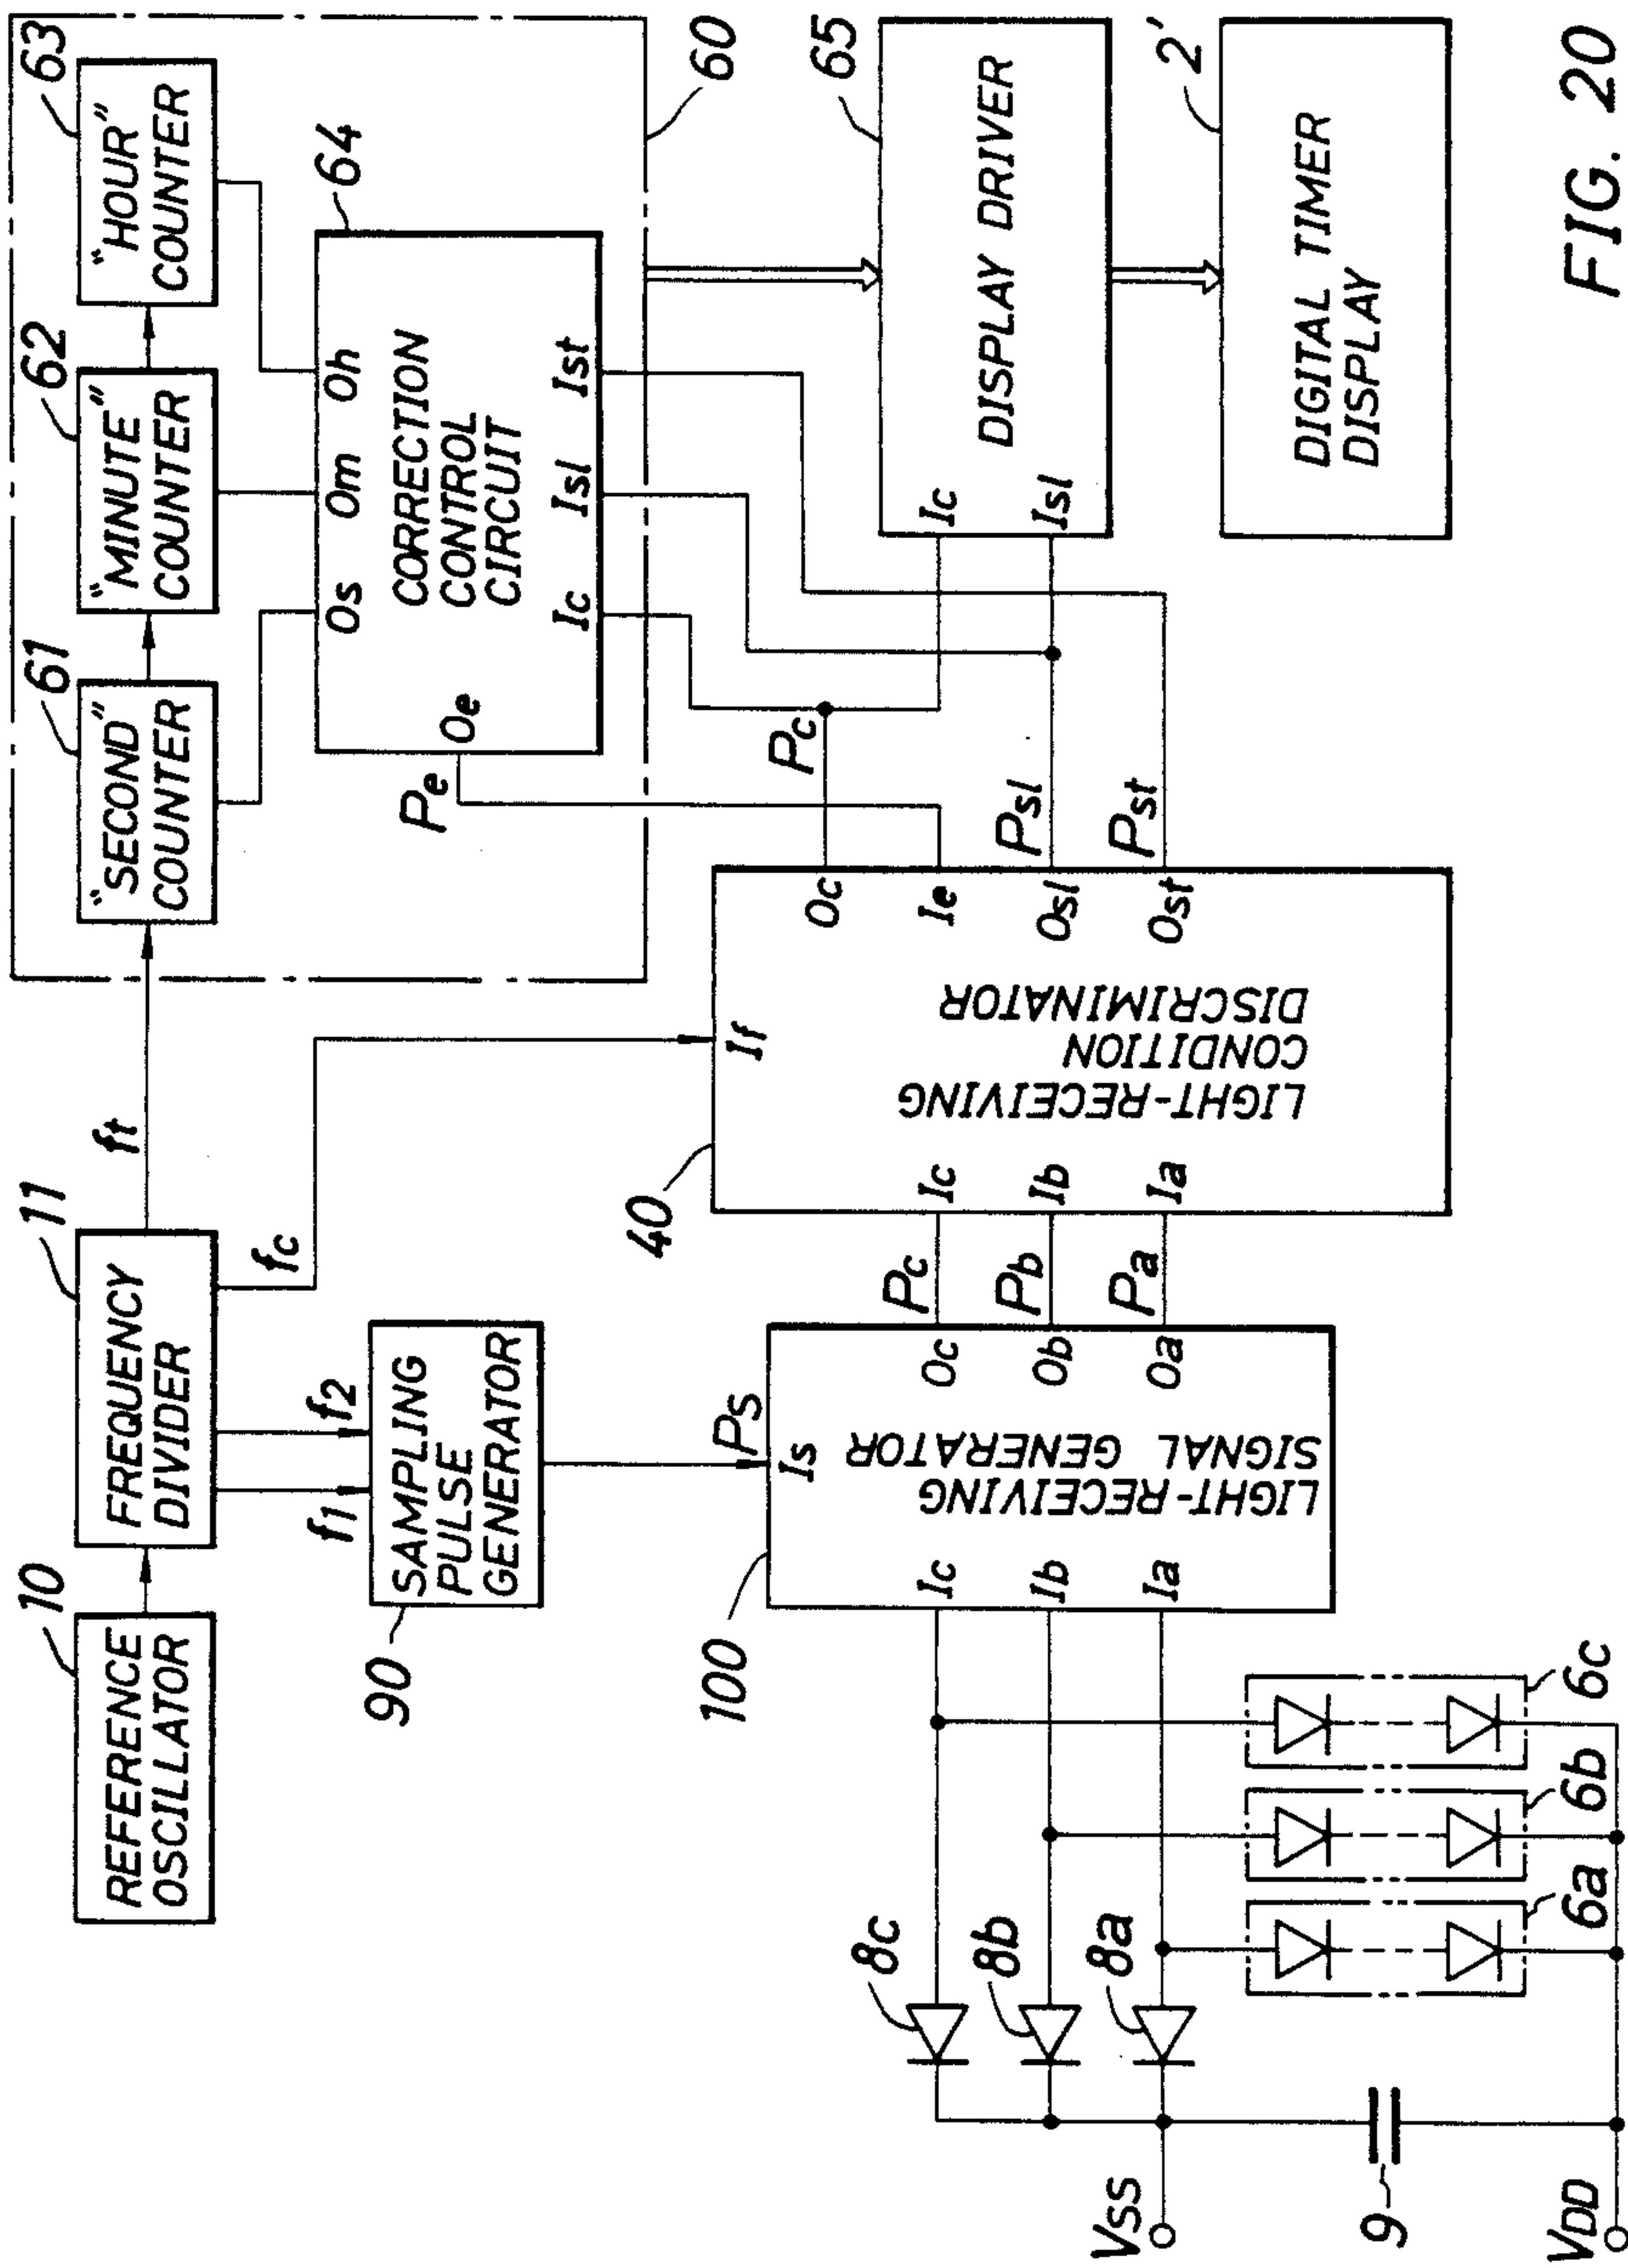 10
REFERENCE
OSCILLATOR
11
FREQUENCY
DIVIDER
ft
fc
f1
f2
61
"SECOND"
COUNTER
62
"MINUTE"
COUNTER
63
"HOUR"
COUNTER
64
Os
Om
Oh
Oe
CORRECTION
CONTROL
CIRCUIT
Ic
Isl
Ist
60
Pe
90
SAMPLING
PULSE
GENERATOR
Ps
100
Is
Ic
Ib
Ia
LIGHT-RECEIVING
SIGNAL GENERATOR
Oc
Ob
Oa
Pc
Pb
Pa
40
If
Ic
Ib
Ia
LIGHT-RECEIVING
CONDITION
DISCRIMINATOR
Oc
Ie
Osl
Ost
Pc
Psl
Pst
65
Ic
Isl
DISPLAY DRIVER
2'
DIGITAL TIMER
DISPLAY
8c
8b
8a
6a
6b
6c
9
VSS
VDD
FIG. 20